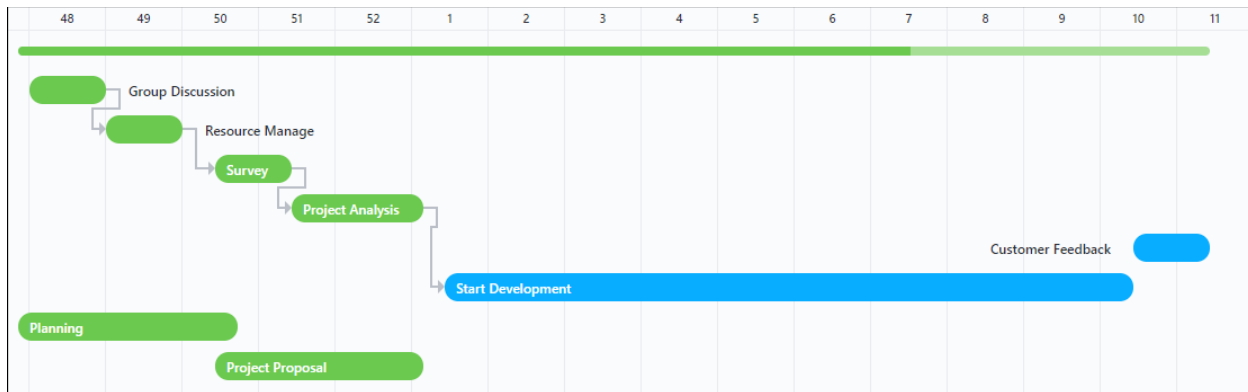 48 49 50 51 52 1 2 3 4 5 6 7 8 9 10 11
Group Discussion
Resource Manage
Survey
Project Analysis
Customer Feedback
Start Development
Planning
Project Proposal